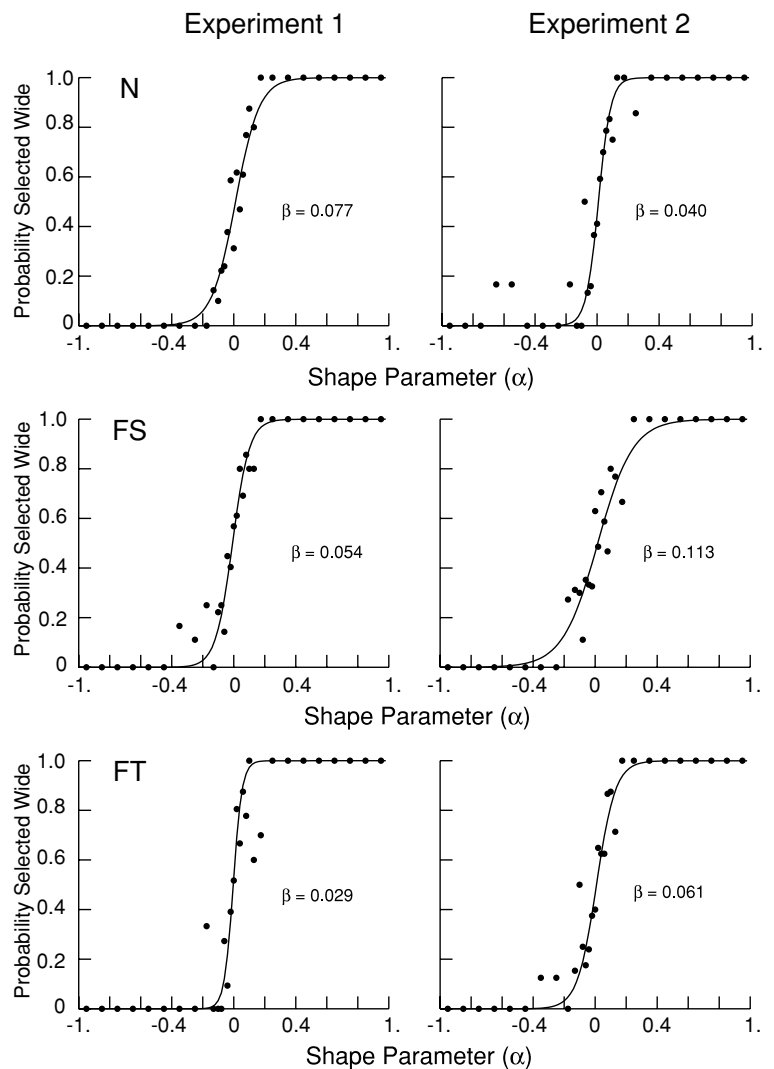 Experiment 1 Experiment 2
N
Probability Selected Wide
1.0
0.8
0.6
0.4
0.2
0
β = 0.077
β = 0.040
-1. -0.4 0 0.4 1. -1. -0.4 0 0.4 1.
Shape Parameter (α)
FS
Probability Selected Wide
1.0
0.8
0.6
0.4
0.2
0
β = 0.054
β = 0.113
-1. -0.4 0 0.4 1. -1. -0.4 0 0.4 1.
Shape Parameter (α)
FT
Probability Selected Wide
1.0
0.8
0.6
0.4
0.2
0
β = 0.029
β = 0.061
-1. -0.4 0 0.4 1. -1. -0.4 0 0.4 1.
Shape Parameter (α)